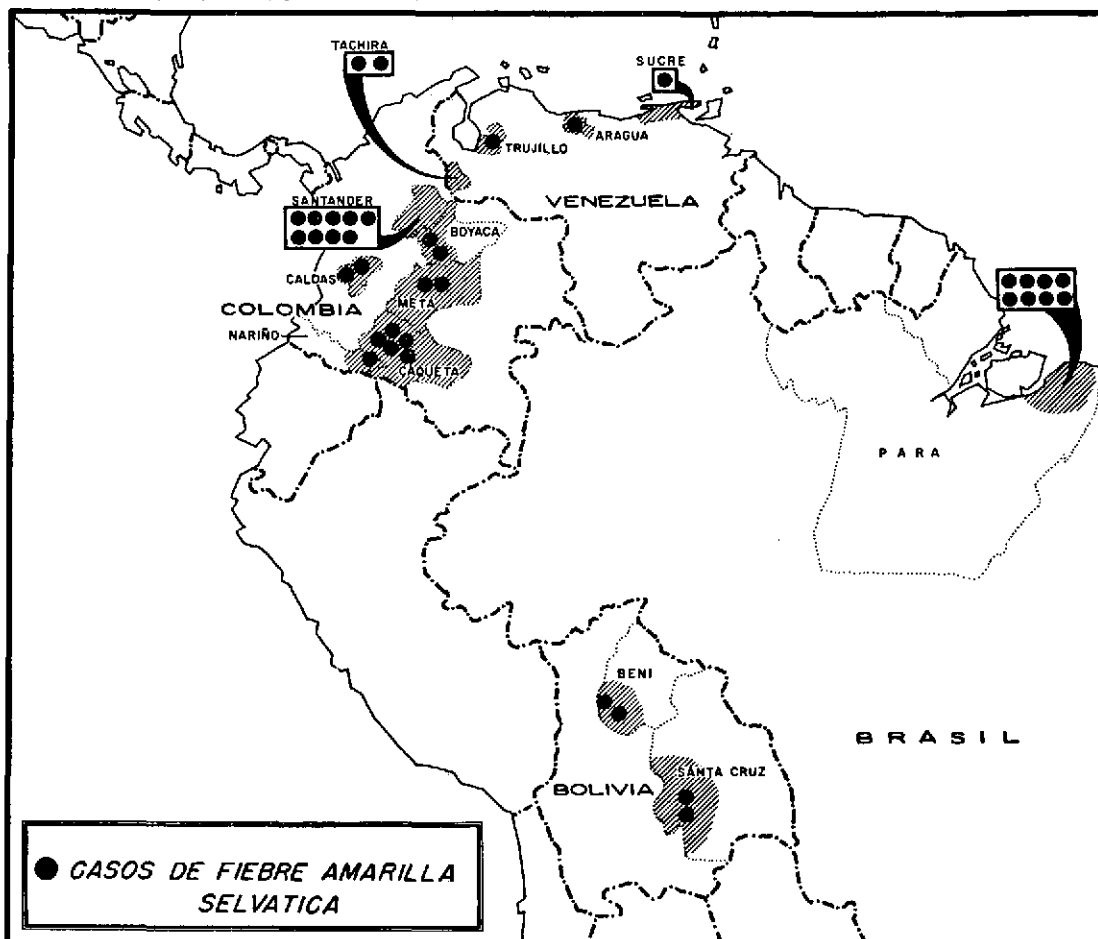 TACHIRA
SUCRE
TRUJILLO
ARAGUA
VENEZUELA
SANTANDER
BOYACA
CALDAS
META
COLOMBIA
NARIÑO
CAQUETA
PARA
BENI
BRASIL
SANTA CRUZ
BOLIVIA
CASOS DE FIEBRE AMARILLA
SELVATICA